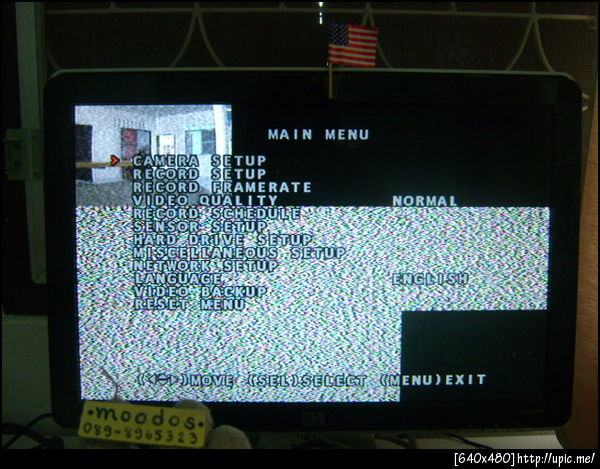 MAIN MENU
CAMERA SETUP
RECORD SETUP
RECORD FRAMERATE
VIDEO QUALITY NORMAL
RECORD SCHEDULE
SENSOR SETUP
HARD DRIVE SETUP
MISCELLANEOUS SETUP
NETWORK SETUP
LANGUAGE ENGLISH
VIDEO BACKUP
RESET MENU
MOVE (SEL)SELECT (MENU)EXIT
hp
•moodos•
089-8965323
[640x480]http://upic.me/